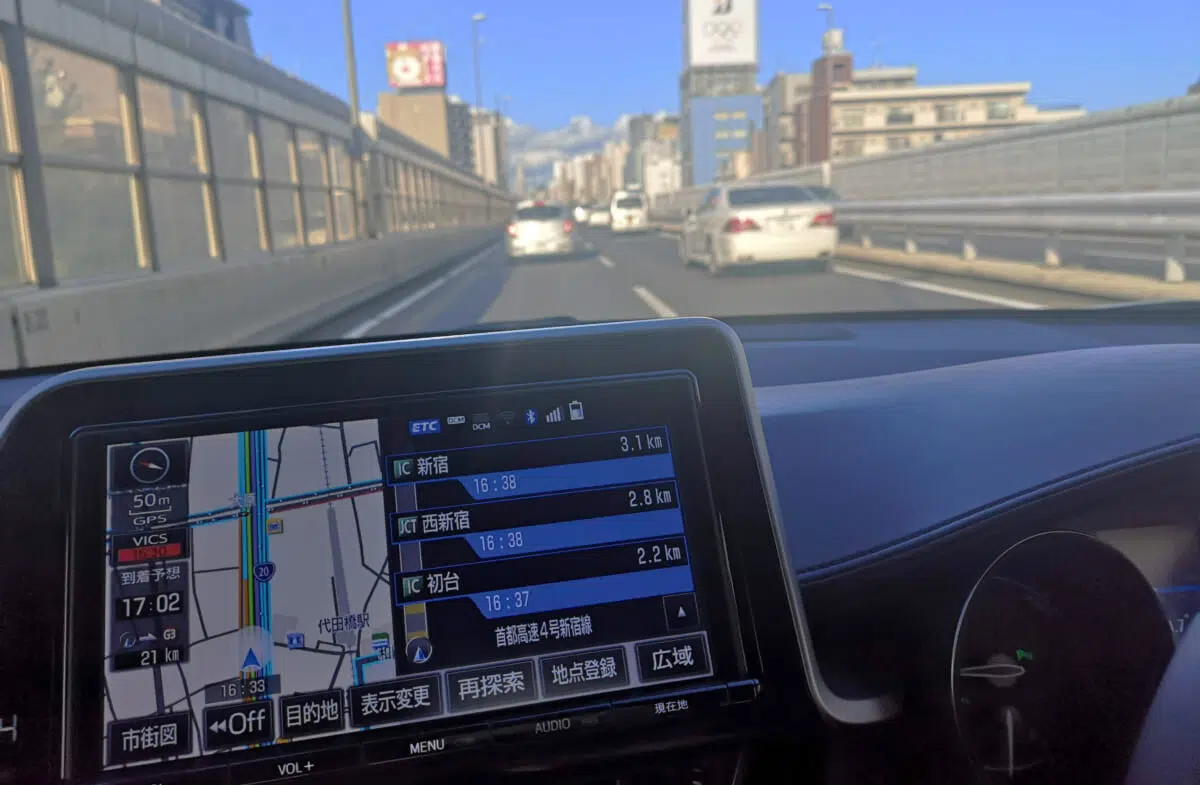 ETC
DCM
50m
GPS
VICS
16:30
到着予想
17:02
G3
21 km
20
代田橋駅
16:33
IC 新宿 3.1 km
16:38
JCT 西新宿 2.8 km
16:38
IC 初台 2.2 km
16:37
首都高速4号新宿線
市街図
Off
目的地
表示変更
再探索
地点登録
広域
現在地
VOL+
MENU
AUDIO